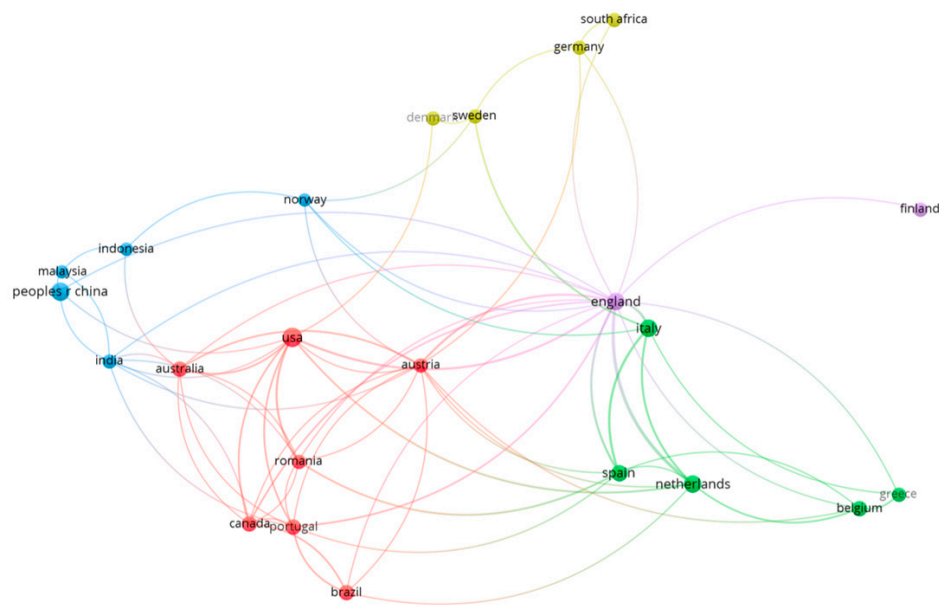 south africa
germany
denmark
sweden
norway
finland
indonesia
malaysia
peoples r china
england
italy
usa
india
australia
austria
romania
spain
netherlands
greece
belgium
canada
portugal
brazil